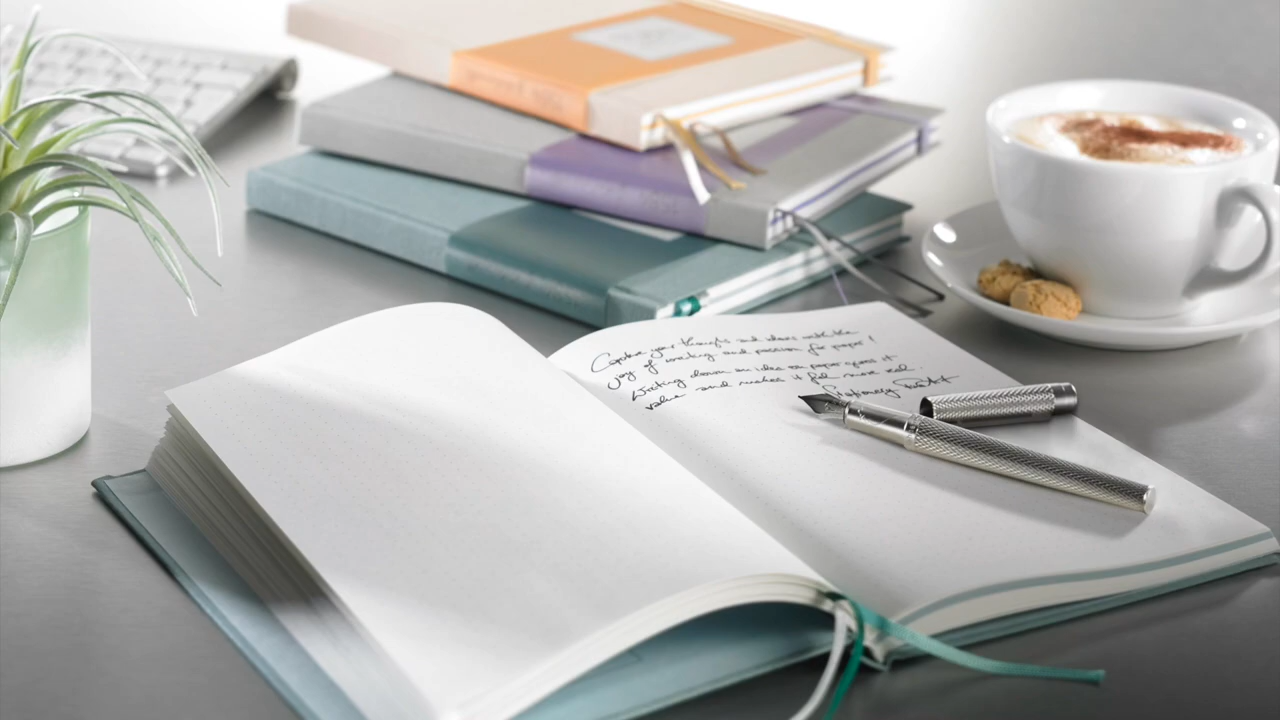 Capture your thoughts and ideas with the
joy of writing and passion for paper!
Writing down an idea on paper gives it
value and makes it feel more real.
Stationery